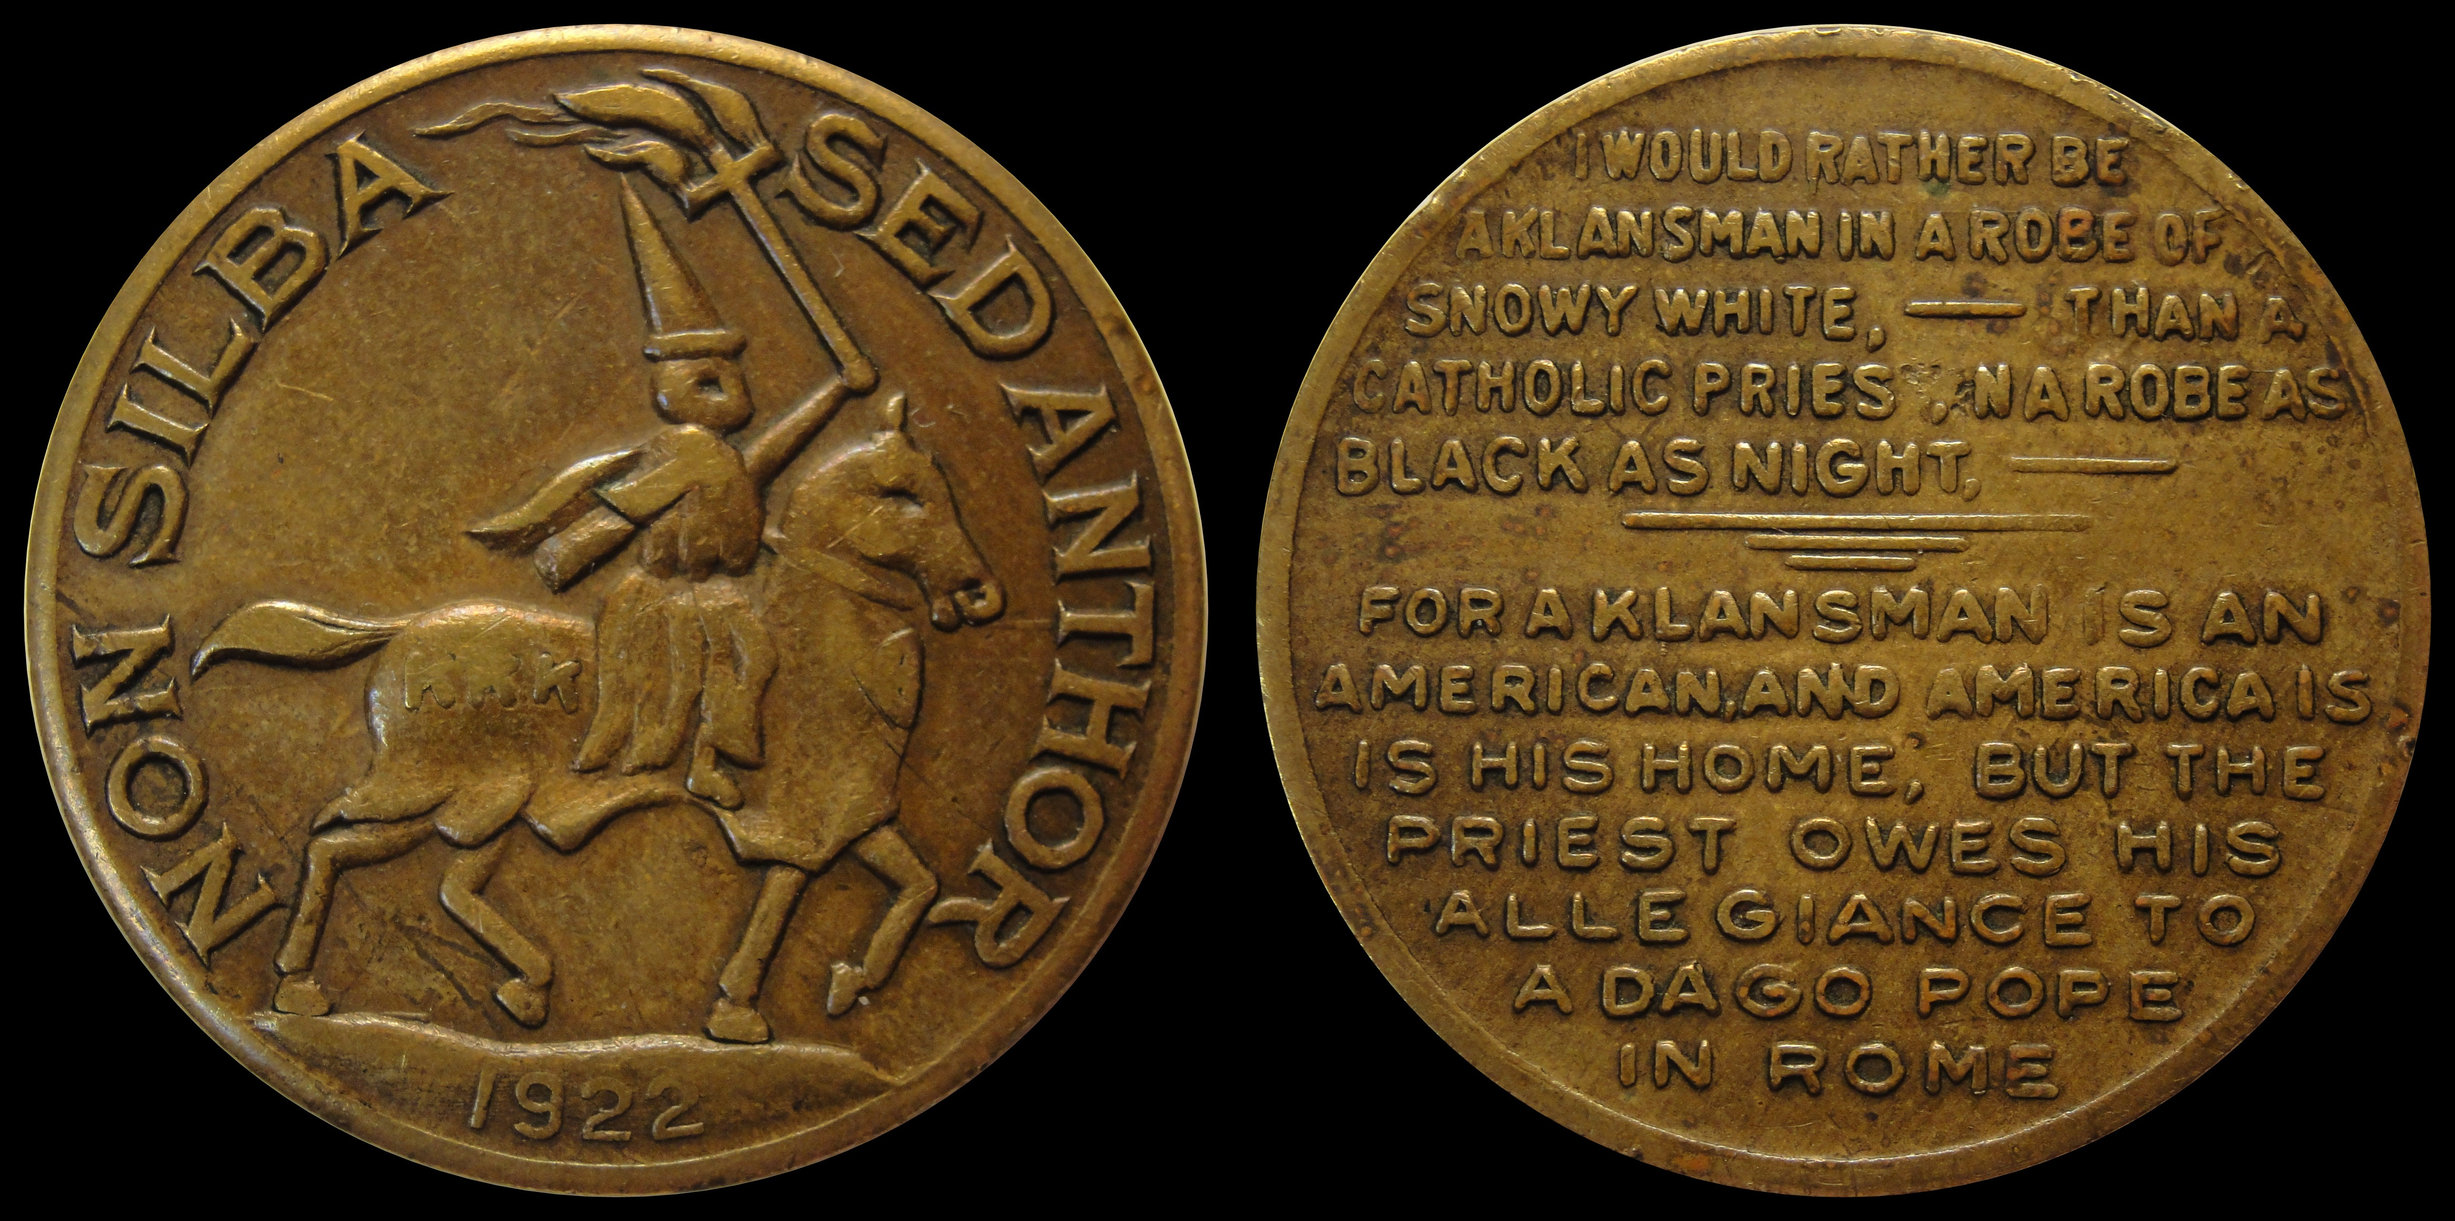 NON SILBA SED ANTHOR
KKK
1922
I WOULD RATHER BE
A KLANSMAN IN A ROBE OF
SNOWY WHITE, — THAN A
CATHOLIC PRIES , N A ROBE AS
BLACK AS NIGHT, —
FOR A KLANSMAN IS AN
AMERICAN, AND AMERICA IS
IS HIS HOME, BUT THE
PRIEST OWES HIS
ALLEGIANCE TO
A DAGO POPE
IN ROME